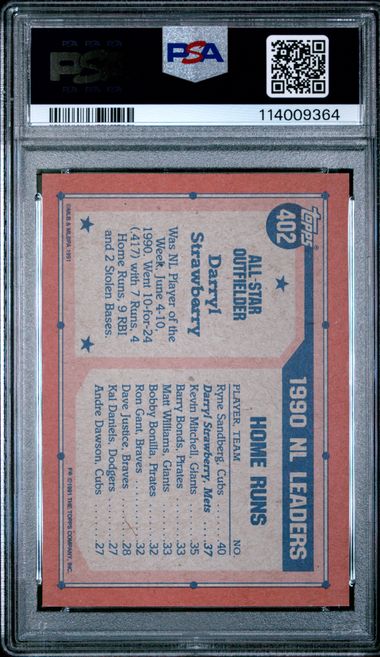 PSA
PSA
114009364
topps
402
1990 NL LEADERS
ALL-STAR
OUTFIELDER
Darryl
Strawberry
Was NL Player of the
Week, June 4-10,
1990. Went 10-for-24
(.417) with 7 Runs, 4
Home Runs, 9 RBI
and 2 Stolen Bases.
HOME RUNS
PLAYER, TEAM NO.
Ryne Sandberg, Cubs . . . 40
Darryl Strawberry, Mets . . . 37
Kevin Mitchell, Giants . . . . 35
Barry Bonds, Pirates . . . . . 33
Matt Williams, Giants . . . . 33
Bobby Bonilla, Pirates . . . . 32
Ron Gant, Braves . . . . . . . 32
Dave Justice, Braves . . . . . 28
Kal Daniels, Dodgers . . . . . 27
Andre Dawson, Cubs . . . . . 27
©MLB & MLBPA, 1991
®©1991 THE TOPPS COMPANY, INC.